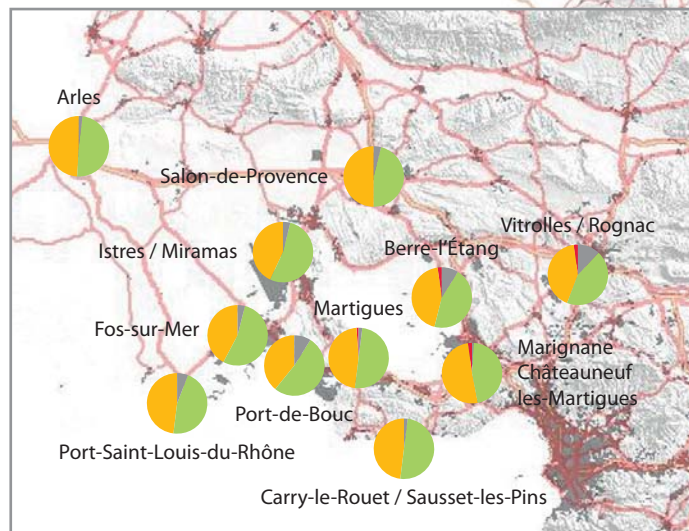 Arles
Salon-de-Provence
Vitrolles / Rognac
Istres / Miramas
Berre-l'Étang
Martigues
Fos-sur-Mer
Marignane
Châteauneuf
les-Martigues
Port-de-Bouc
Port-Saint-Louis-du-Rhône
Carry-le-Rouet / Sausset-les-Pins